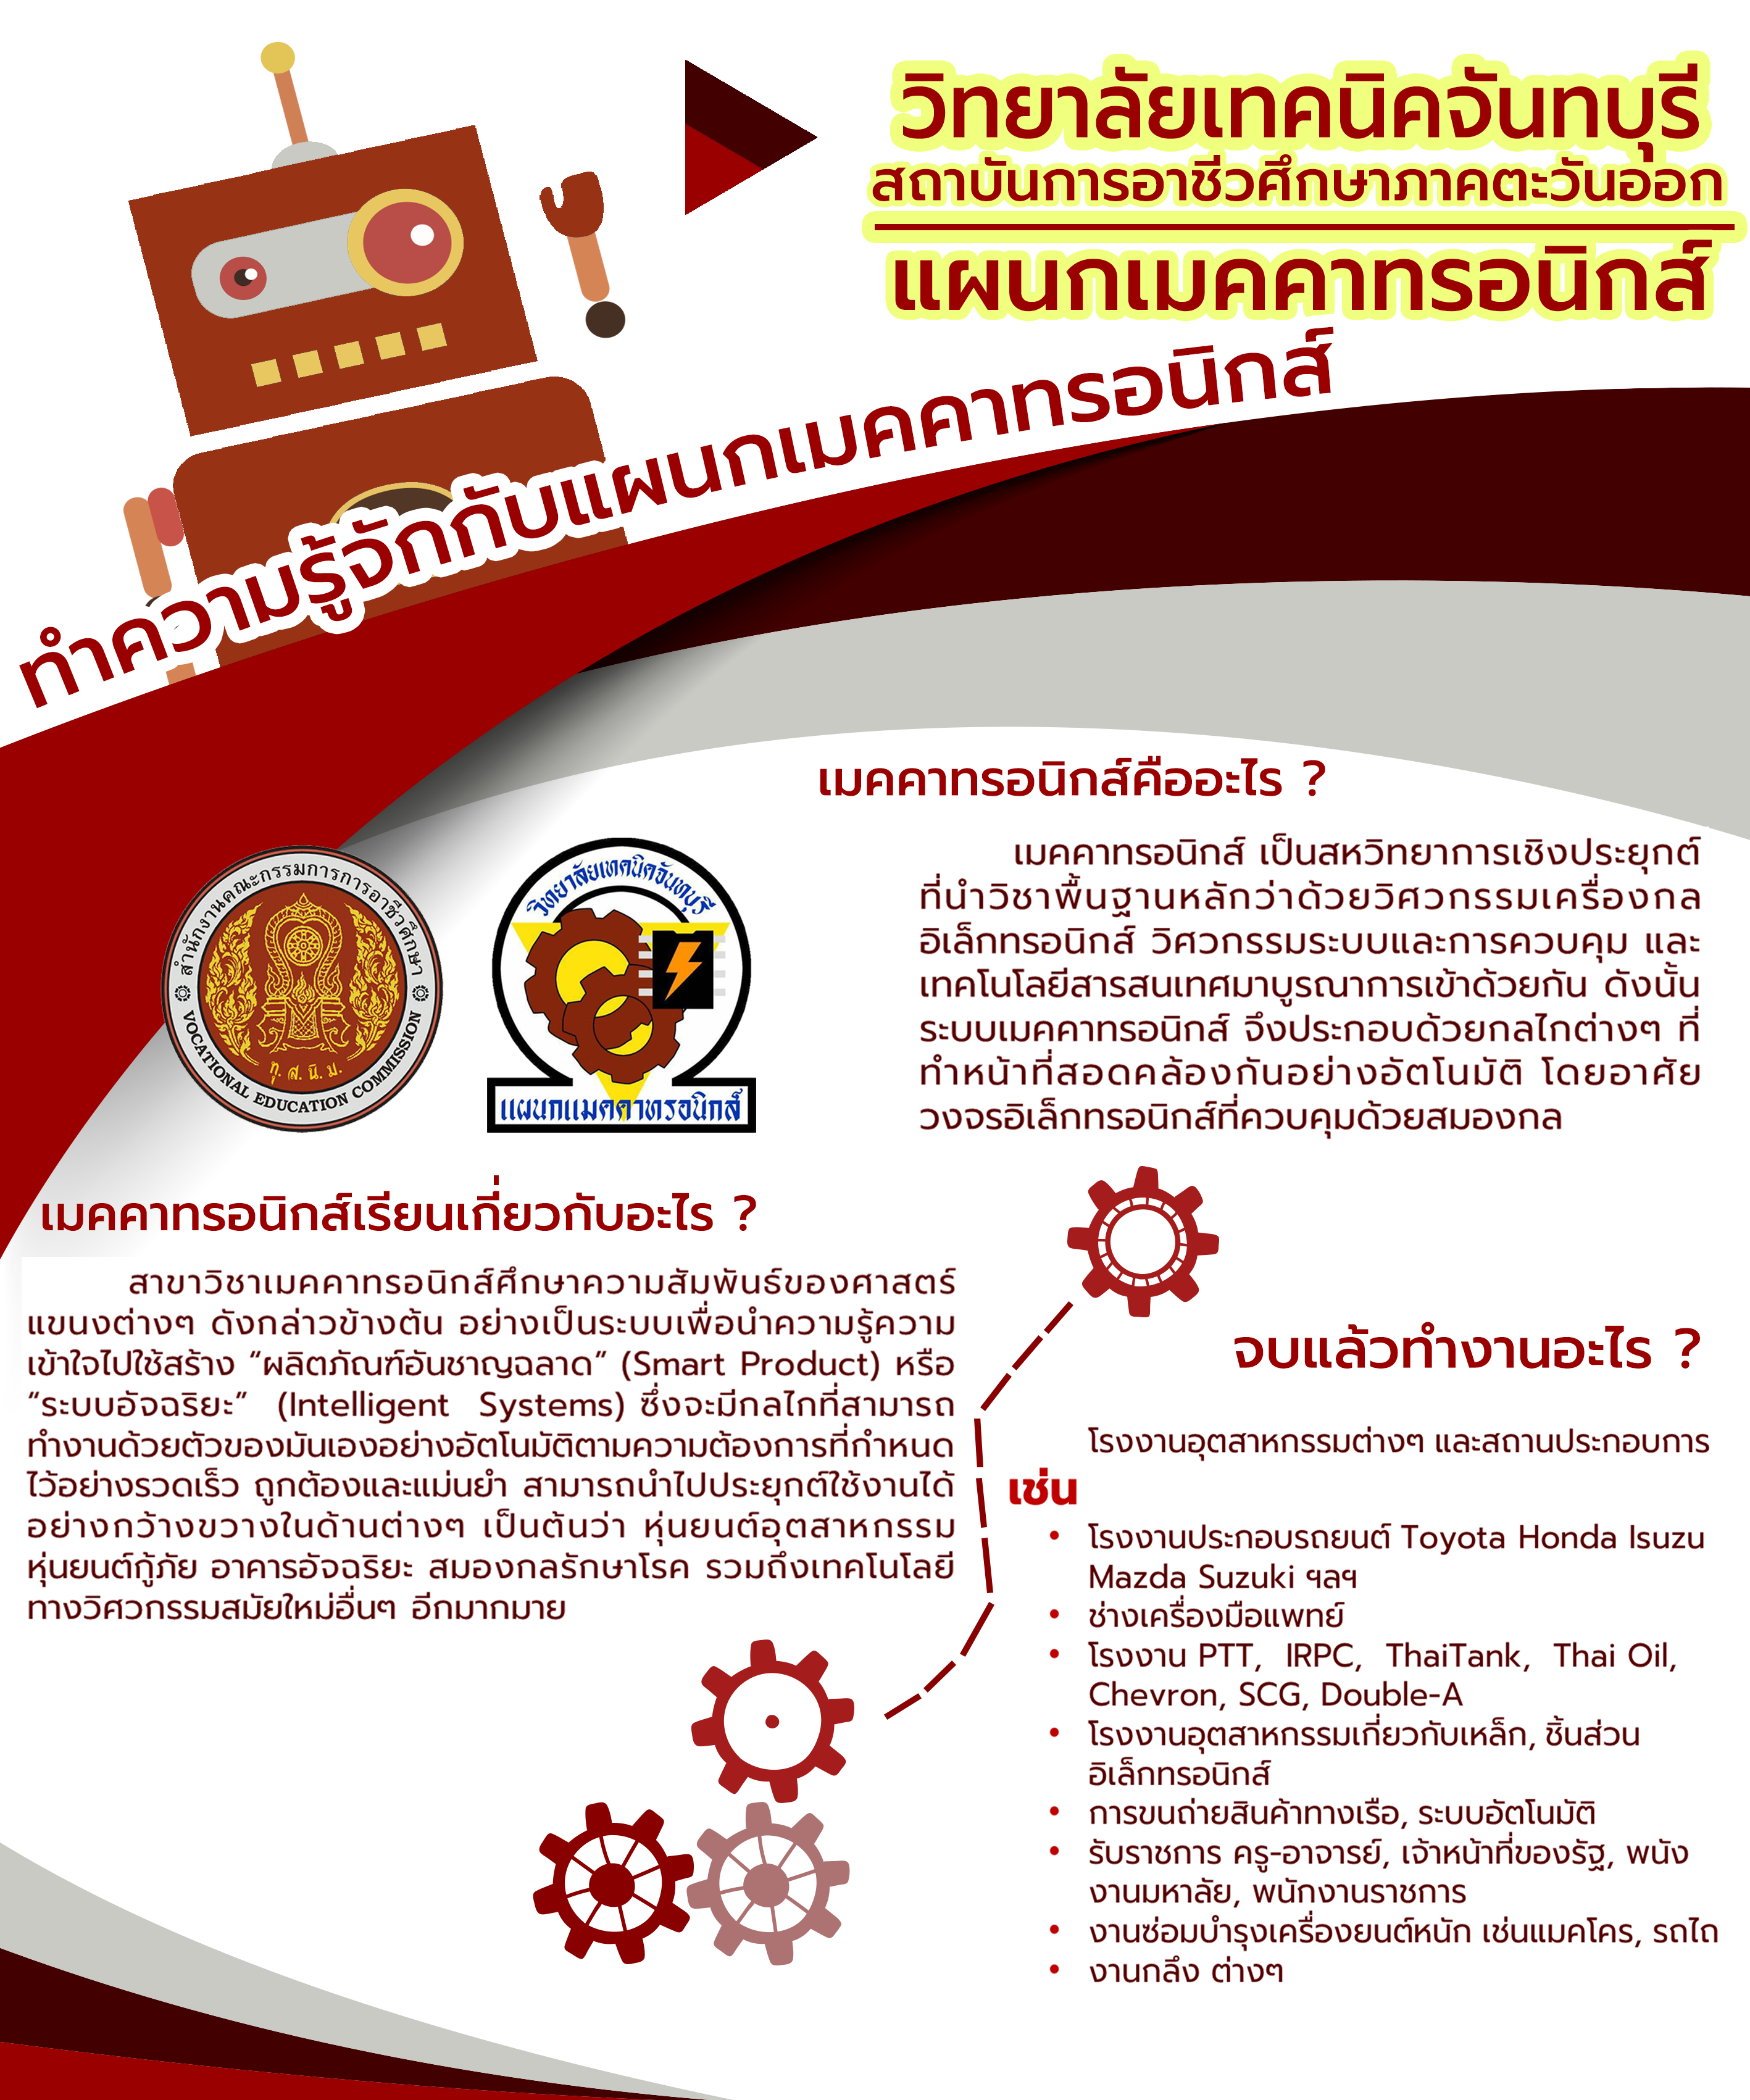 วิทยาลัยเทคนิคจันทบุรี
สถาบันการอาชีวศึกษาภาคตะวันออก
แผนกเมคคาทรอนิกส์
ทำความรู้จักกับแผนกเมคคาทรอนิกส์
เมคคาทรอนิกส์คืออะไร ?
เมคคาทรอนิกส์ เป็นสหวิทยาการเชิงประยุกต์
ที่นำวิชาพื้นฐานหลักว่าด้วยวิศวกรรมเครื่องกล
อิเล็กทรอนิกส์ วิศวกรรมระบบและการควบคุม และ
เทคโนโลยีสารสนเทศมาบูรณาการเข้าด้วยกัน ดังนั้น
ระบบเมคคาทรอนิกส์ จึงประกอบด้วยกลไกต่างๆ ที่
ทำหน้าที่สอดคล้องกันอย่างอัตโนมัติ โดยอาศัย
วงจรอิเล็กทรอนิกส์ที่ควบคุมด้วยสมองกล
สำนักงานคณะกรรมการการอาชีวศึกษา
ทุ. ส. นิ. ม.
VOCATIONAL EDUCATION COMMISSION
วิทยาลัยเทคนิคจันทบุรี
แผนกแมคคาทรอนิกส์
เมคคาทรอนิกส์เรียนเกี่ยวกับอะไร ?
สาขาวิชาเมคคาทรอนิกส์ศึกษาความสัมพันธ์ของศาสตร์
แขนงต่างๆ ดังกล่าวข้างต้น อย่างเป็นระบบเพื่อนำความรู้ความ
เข้าใจไปใช้สร้าง “ผลิตภัณฑ์อันชาญฉลาด” (Smart Product) หรือ
“ระบบอัจฉริยะ” (Intelligent Systems) ซึ่งจะมีกลไกที่สามารถ
ทำงานด้วยตัวของมันเองอย่างอัตโนมัติตามความต้องการที่กำหนด
ไว้อย่างรวดเร็ว ถูกต้องและแม่นยำ สามารถนำไปประยุกต์ใช้งานได้
อย่างกว้างขวางในด้านต่างๆ เป็นต้นว่า หุ่นยนต์อุตสาหกรรม
หุ่นยนต์กู้ภัย อาคารอัจฉริยะ สมองกลรักษาโรค รวมถึงเทคโนโลยี
ทางวิศวกรรมสมัยใหม่อื่นๆ อีกมากมาย
จบแล้วทำงานอะไร ?
โรงงานอุตสาหกรรมต่างๆ และสถานประกอบการ
เช่น
• โรงงานประกอบรถยนต์ Toyota Honda Isuzu
Mazda Suzuki ฯลฯ
• ช่างเครื่องมือแพทย์
• โรงงาน PTT, IRPC, ThaiTank, Thai Oil,
Chevron, SCG, Double-A
• โรงงานอุตสาหกรรมเกี่ยวกับเหล็ก, ชิ้นส่วน
อิเล็กทรอนิกส์
• การขนถ่ายสินค้าทางเรือ, ระบบอัตโนมัติ
• รับราชการ ครู-อาจารย์, เจ้าหน้าที่ของรัฐ, พนัง
งานมหาลัย, พนักงานราชการ
• งานซ่อมบำรุงเครื่องยนต์หนัก เช่นแมคโคร, รถไถ
• งานกลึง ต่างๆ